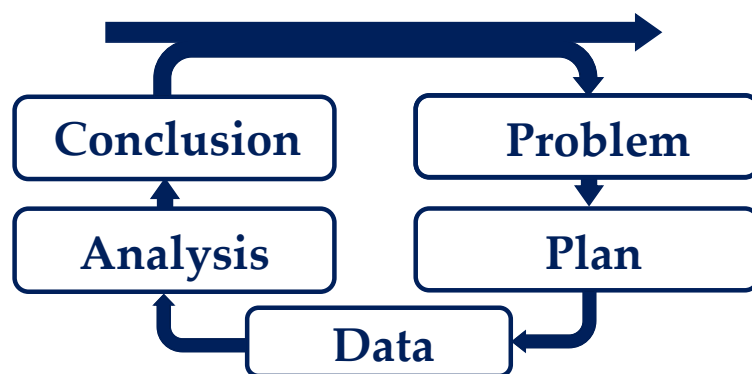 Conclusion
Problem
Analysis
Plan
Data